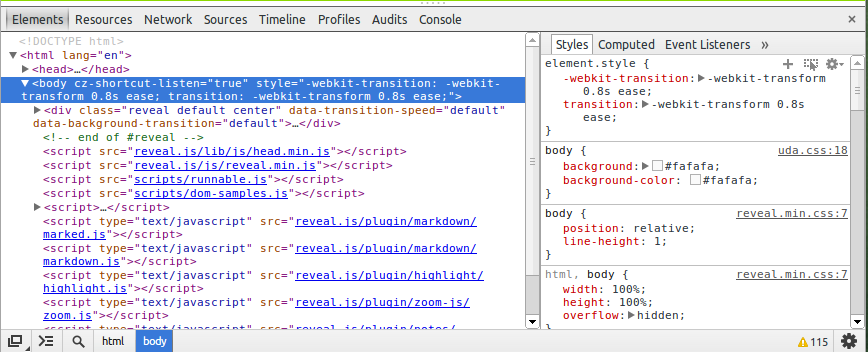 Elements Resources Network Sources Timeline Profiles Audits Console ×
<!DOCTYPE html>
▼<html lang="en">
▶<head>…</head>
▼<body cz-shortcut-listen="true" style="-webkit-transition: -webkit-
transform 0.8s ease; transition: -webkit-transform 0.8s ease;">
▶<div class="reveal default center" data-transition-speed="default"
data-background-transition="default">…</div>
<!-- end of #reveal -->
<script src="reveal.js/lib/js/head.min.js"></script>
<script src="reveal.js/js/reveal.min.js"></script>
<script src="scripts/runnable.js"></script>
<script src="scripts/dom-samples.js"></script>
▶<script>…</script>
<script type="text/javascript" src="reveal.js/plugin/markdown/
marked.js"></script>
<script type="text/javascript" src="reveal.js/plugin/markdown/
markdown.js"></script>
<script type="text/javascript" src="reveal.js/plugin/highlight/
highlight.js"></script>
<script type="text/javascript" src="reveal.js/plugin/zoom-js/
zoom.js"></script>
<script type="text/javascript" src="reveal.js/plugin/notes/
Styles Computed Event Listeners »
element.style {
-webkit-transition:▶-webkit-transform
0.8s ease;
transition:▶-webkit-transform 0.8s
ease;
}
body { uda.css:18
background:▶#fafafa;
background-color: #fafafa;
}
body { reveal.min.css:7
position: relative;
line-height: 1;
}
html, body { reveal.min.css:7
width: 100%;
height: 100%;
overflow:▶hidden;
}
html body 115